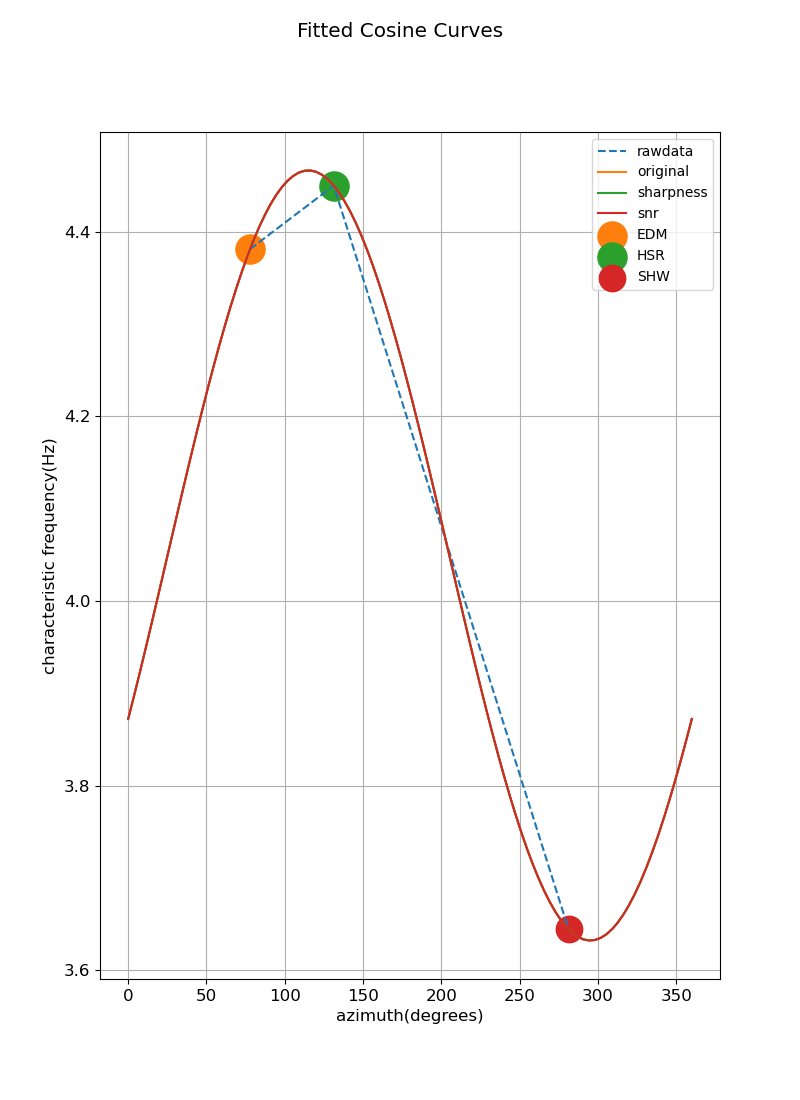 Fitted Cosine Curves
rawdata
original
sharpness
snr
EDM
HSR
SHW
characteristic frequency(Hz)
4.4
4.2
4.0
3.8
3.6
0 50 100 150 200 250 300 350
azimuth(degrees)